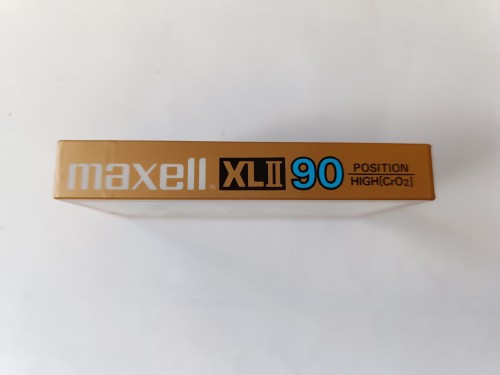 maxell XLII 90 POSITION
HIGH[CrO2]